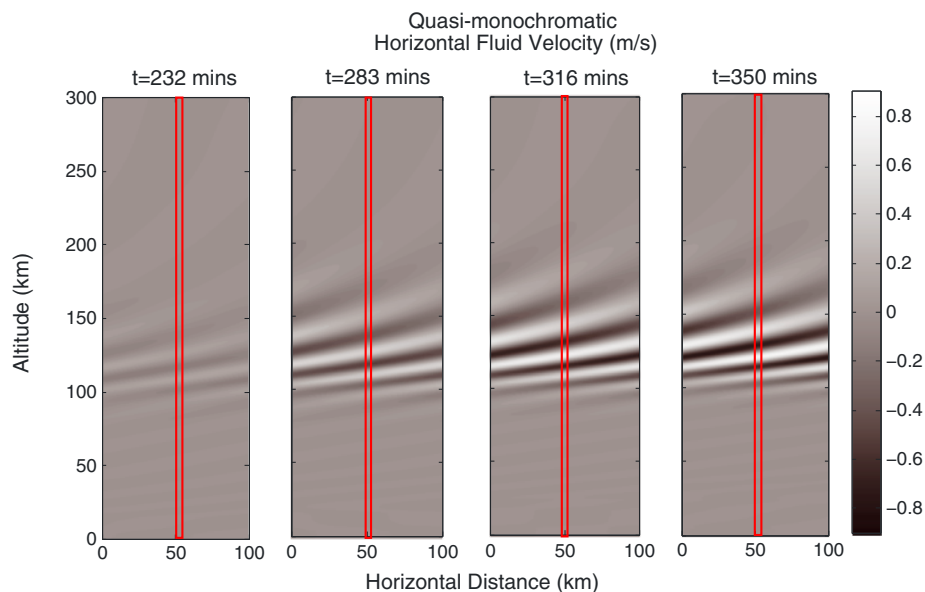 Quasi-monochromatic
Horizontal Fluid Velocity (m/s)
t=232 mins
t=283 mins
t=316 mins
t=350 mins
300
250
200
150
100
50
0
Altitude (km)
0 50 100
0 50 100
0 50 100
0 50 100
Horizontal Distance (km)
0.8
0.6
0.4
0.2
0
−0.2
−0.4
−0.6
−0.8